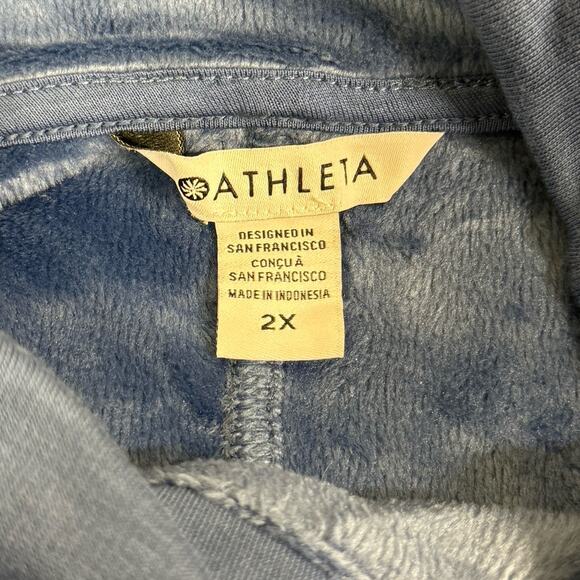 ATHLETA
DESIGNED IN
SAN FRANCISCO
CONÇU À
SAN FRANCISCO
MADE IN INDONESIA
2X